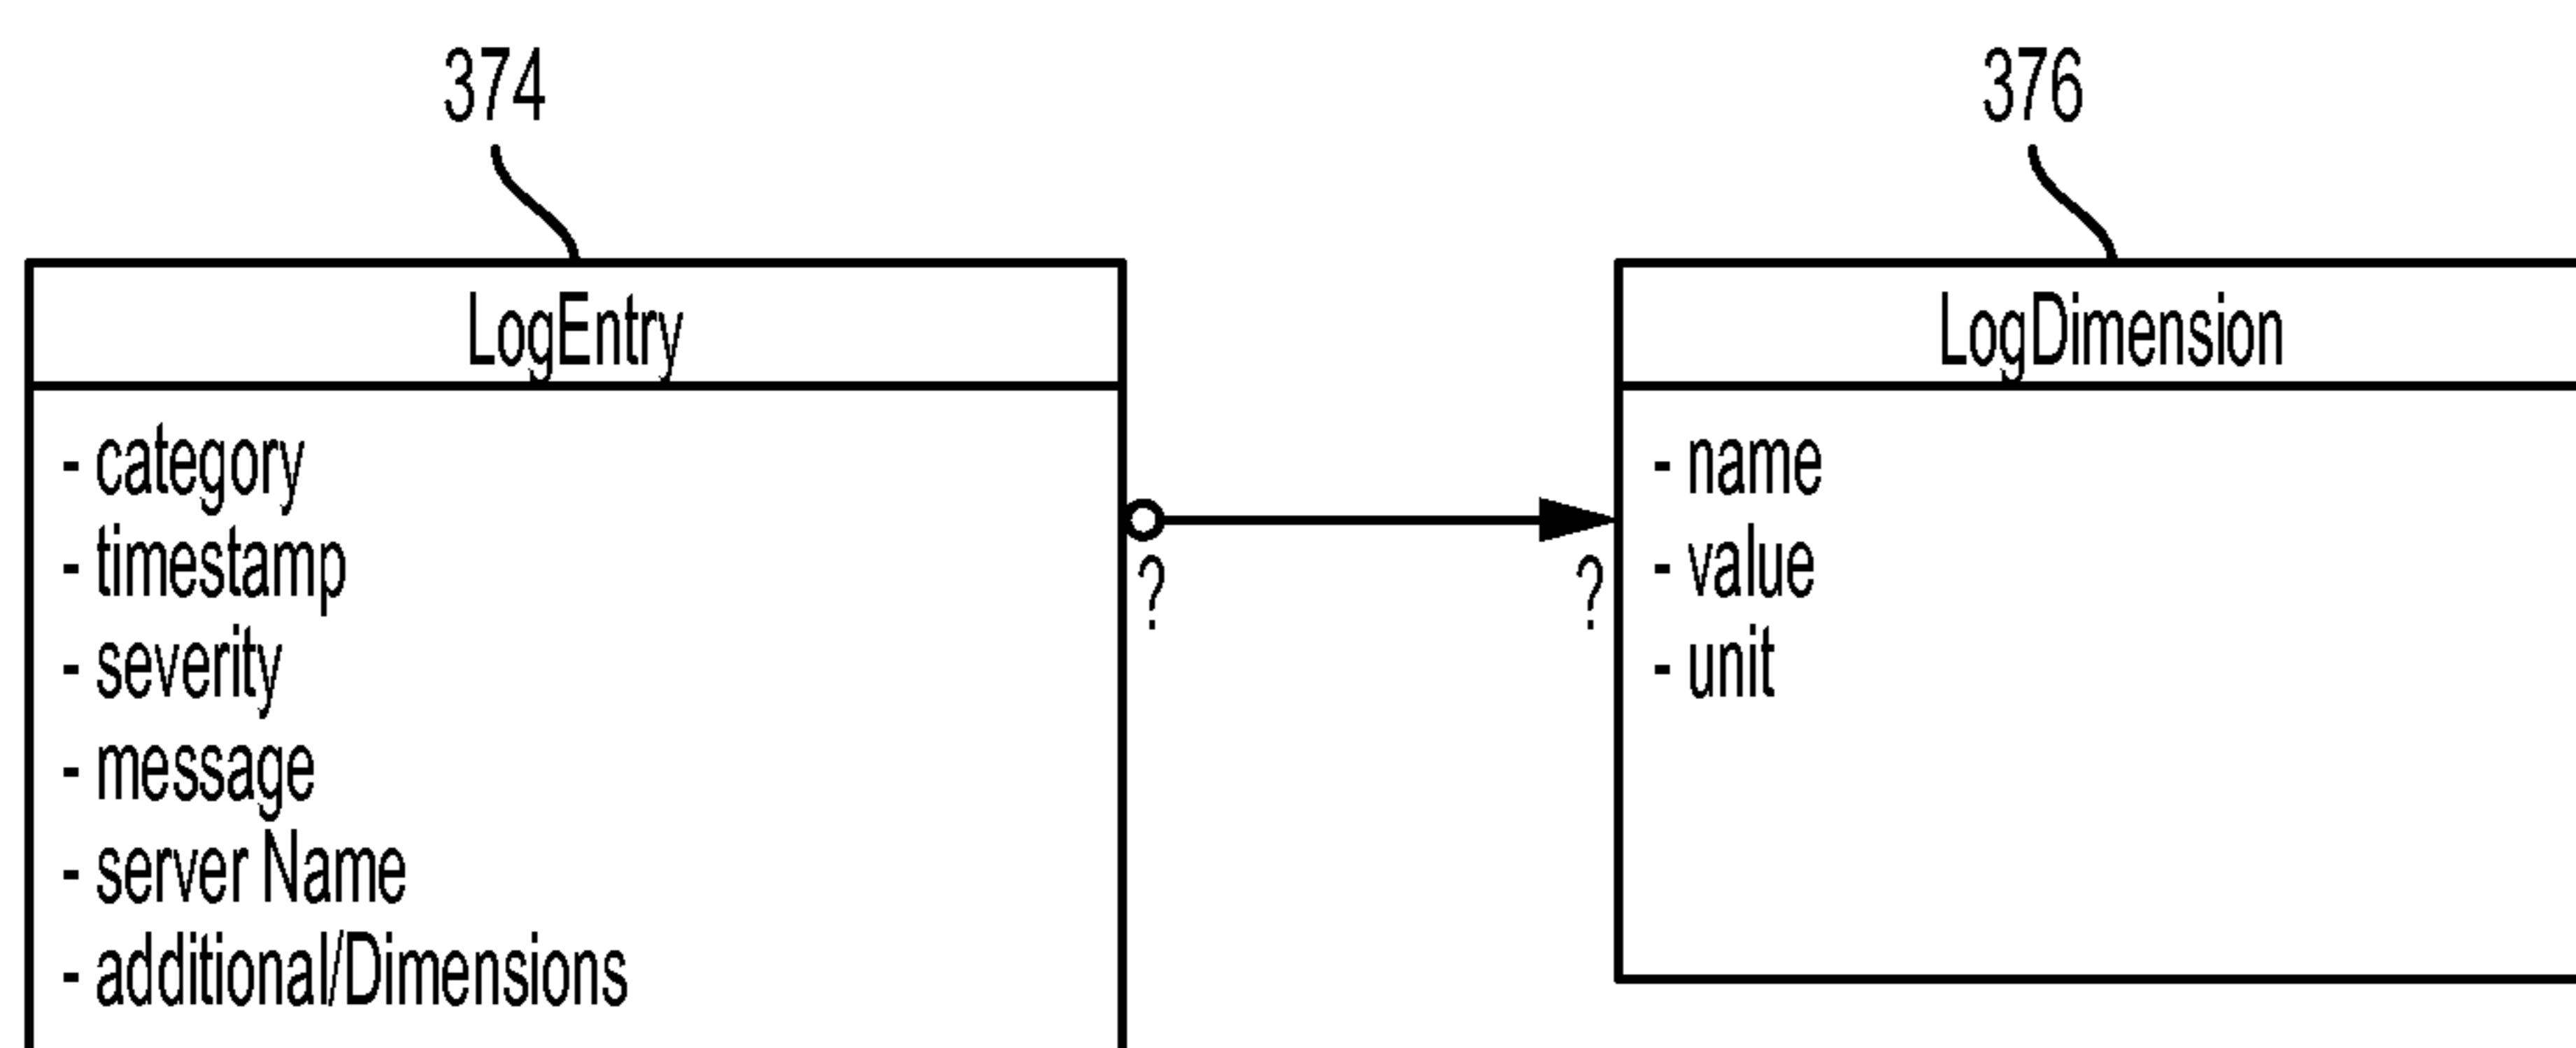 374
376
LogEntry
LogDimension
- category
- timestamp
- severity
- message
- server Name
- additional/Dimensions
?
?
- name
- value
- unit